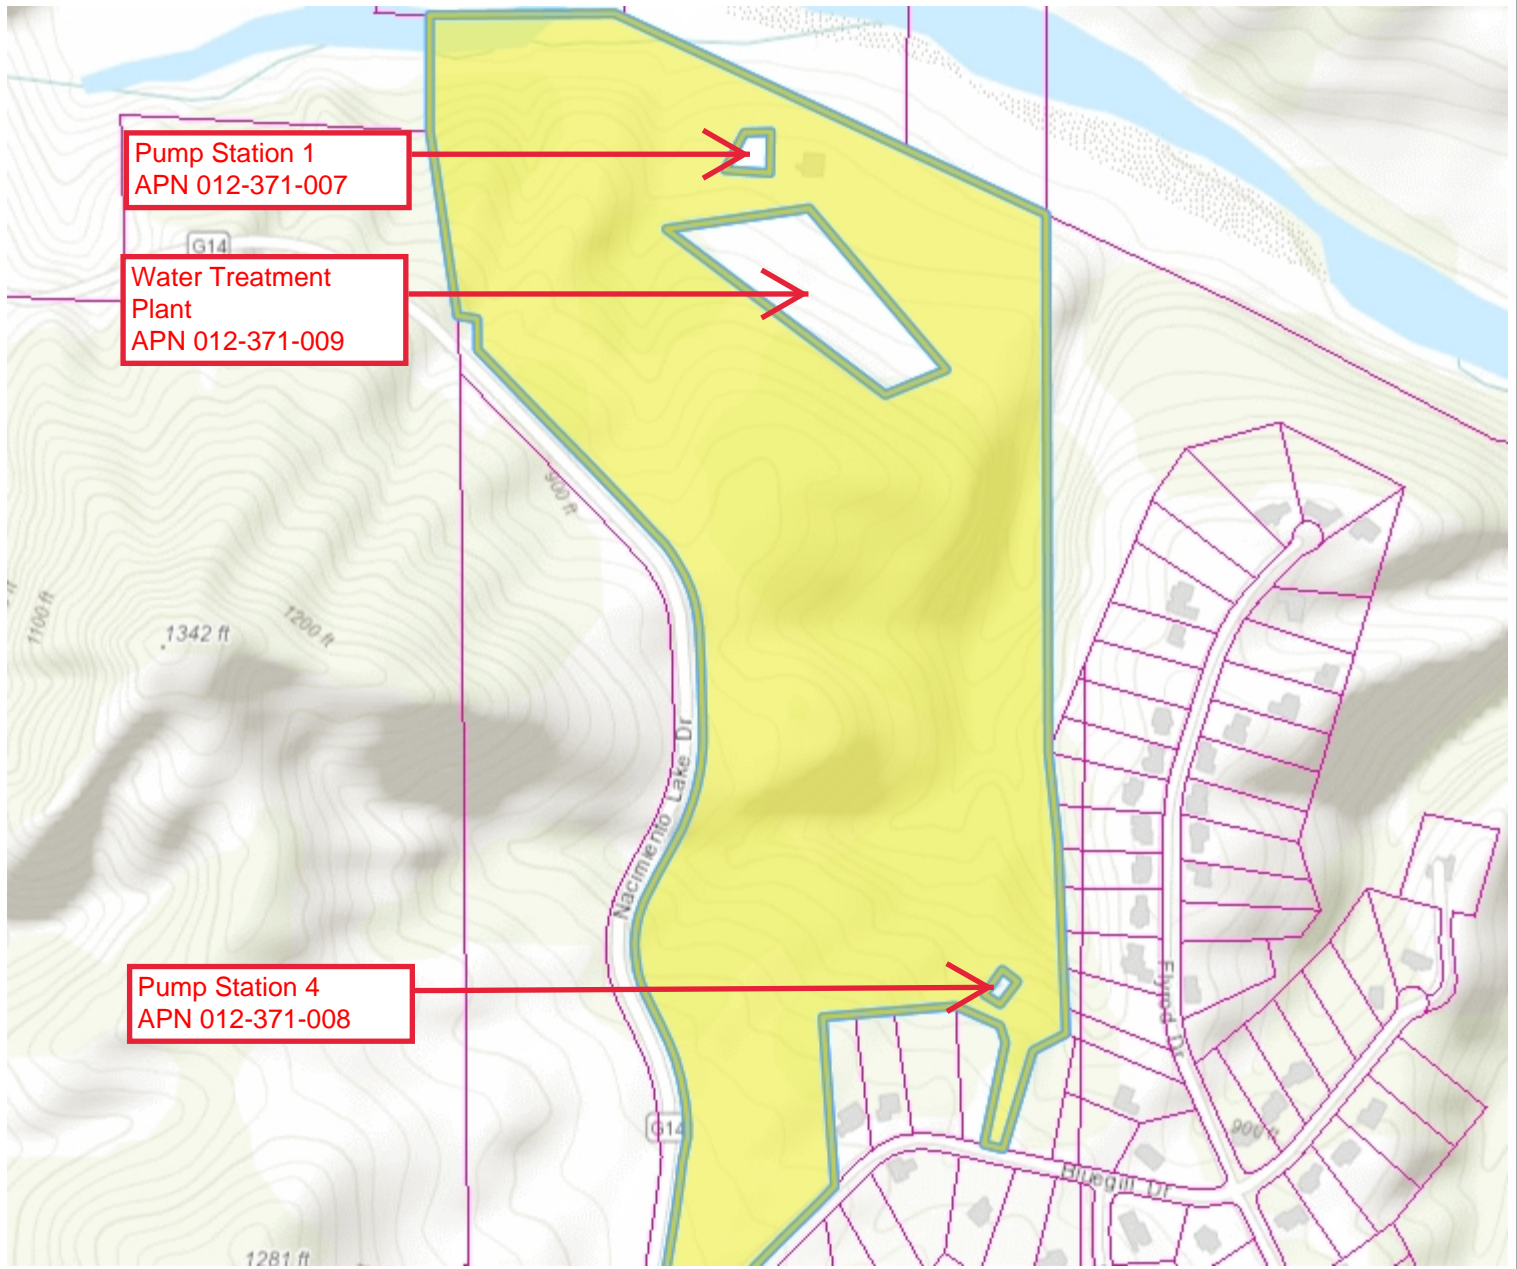 Pump Station 1
APN 012-371-007
G14
Water Treatment
Plant
APN 012-371-009
900 ft
1100 ft
1342 ft
1200 ft
Nacimiento Lake Dr
Pump Station 4
APN 012-371-008
Flyrod Dr
G14
900 ft
Bluegill Dr
1281 ft